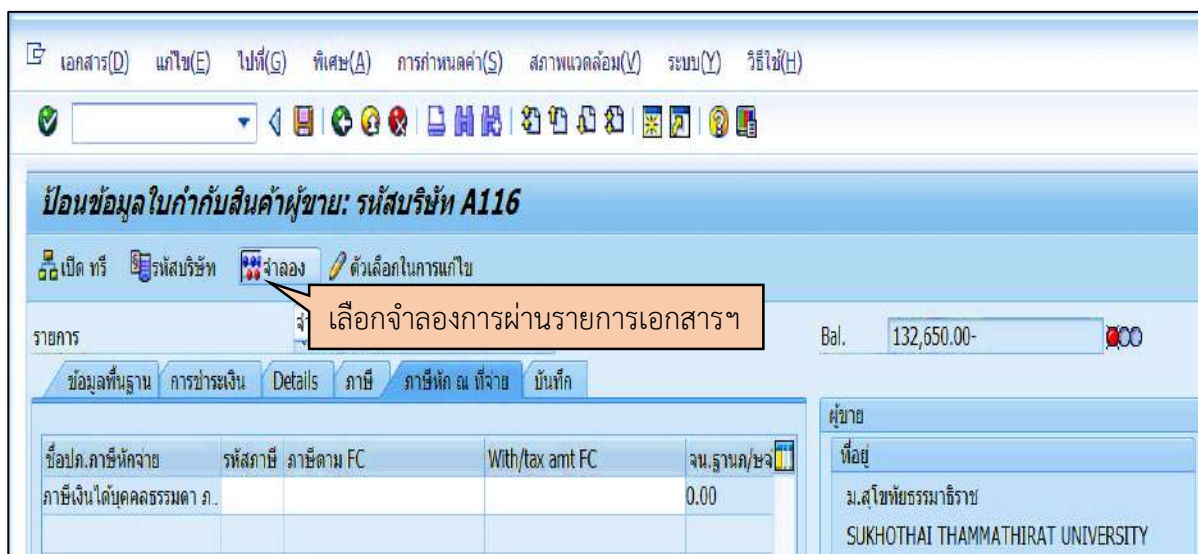 เอกสาร(D) แก้ไข(E) ไปที่(G) พิเศษ(A) การกำหนดค่า(S) สภาพแวดล้อม(V) ระบบ(Y) วิธีใช้(H)
ป้อนข้อมูลใบกำกับสินค้าผู้ขาย: รหัสบริษัท A116
เปิด ทรี รหัสบริษัท จำลอง ตัวเลือกในการแก้ไข
เลือกจำลองการผ่านรายการเอกสารฯ
รายการ Bal. 132,650.00-
ข้อมูลพื้นฐาน การชำระเงิน Details ภาษี ภาษีหัก ณ ที่จ่าย บันทึก
ผู้ขาย
ชื่อปภ.ภาษีหักจ่าย รหัสภาษี ภาษีตาม FC With/tax amt FC จน.ฐานภ/ษจ่ ที่อยู่
ภาษีเงินได้บุคคลธรรมดา ภ.. 0.00 ม.สุโขทัยธรรมาธิราช
SUKHOTHAI THAMMATHIRAT UNIVERSITY